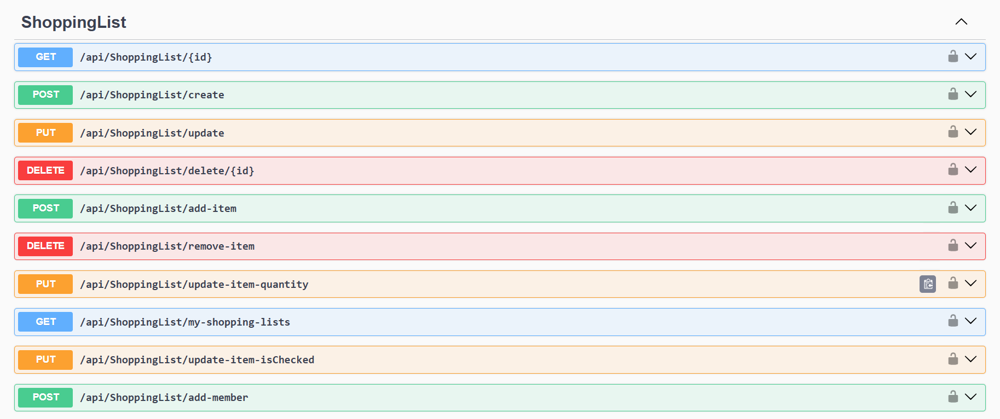 ShoppingList
GET /api/ShoppingList/{id}
POST /api/ShoppingList/create
PUT /api/ShoppingList/update
DELETE /api/ShoppingList/delete/{id}
POST /api/ShoppingList/add-item
DELETE /api/ShoppingList/remove-item
PUT /api/ShoppingList/update-item-quantity
GET /api/ShoppingList/my-shopping-lists
PUT /api/ShoppingList/update-item-isChecked
POST /api/ShoppingList/add-member